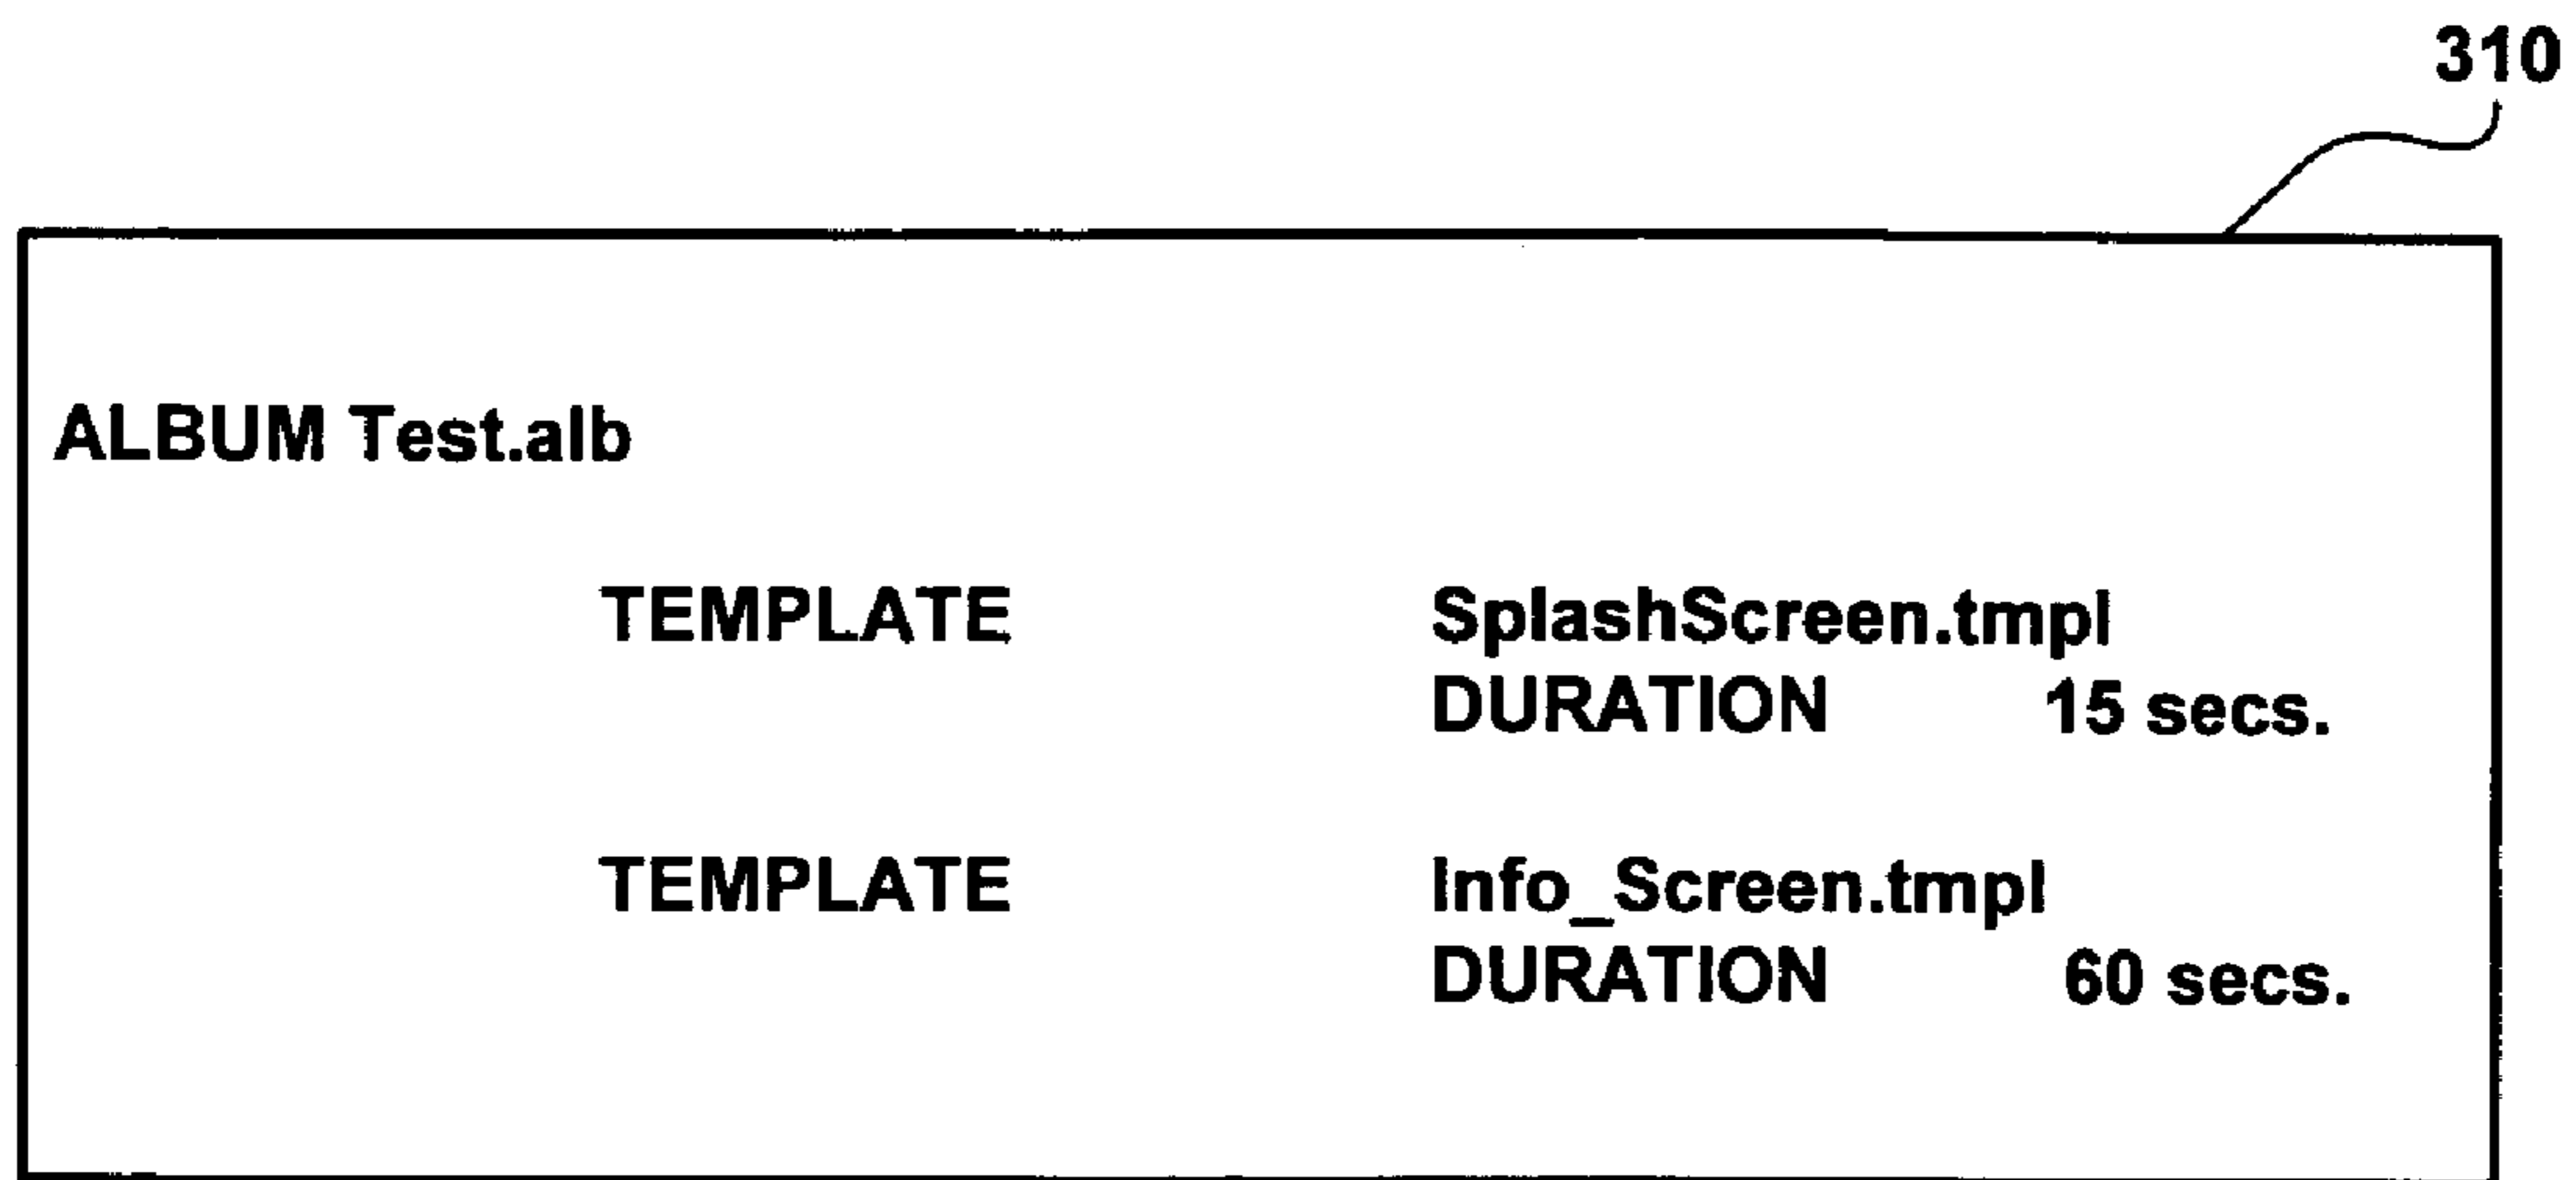 310
ALBUM Test.alb
TEMPLATE SplashScreen.tmpl
DURATION 15 secs.
TEMPLATE Info_Screen.tmpl
DURATION 60 secs.